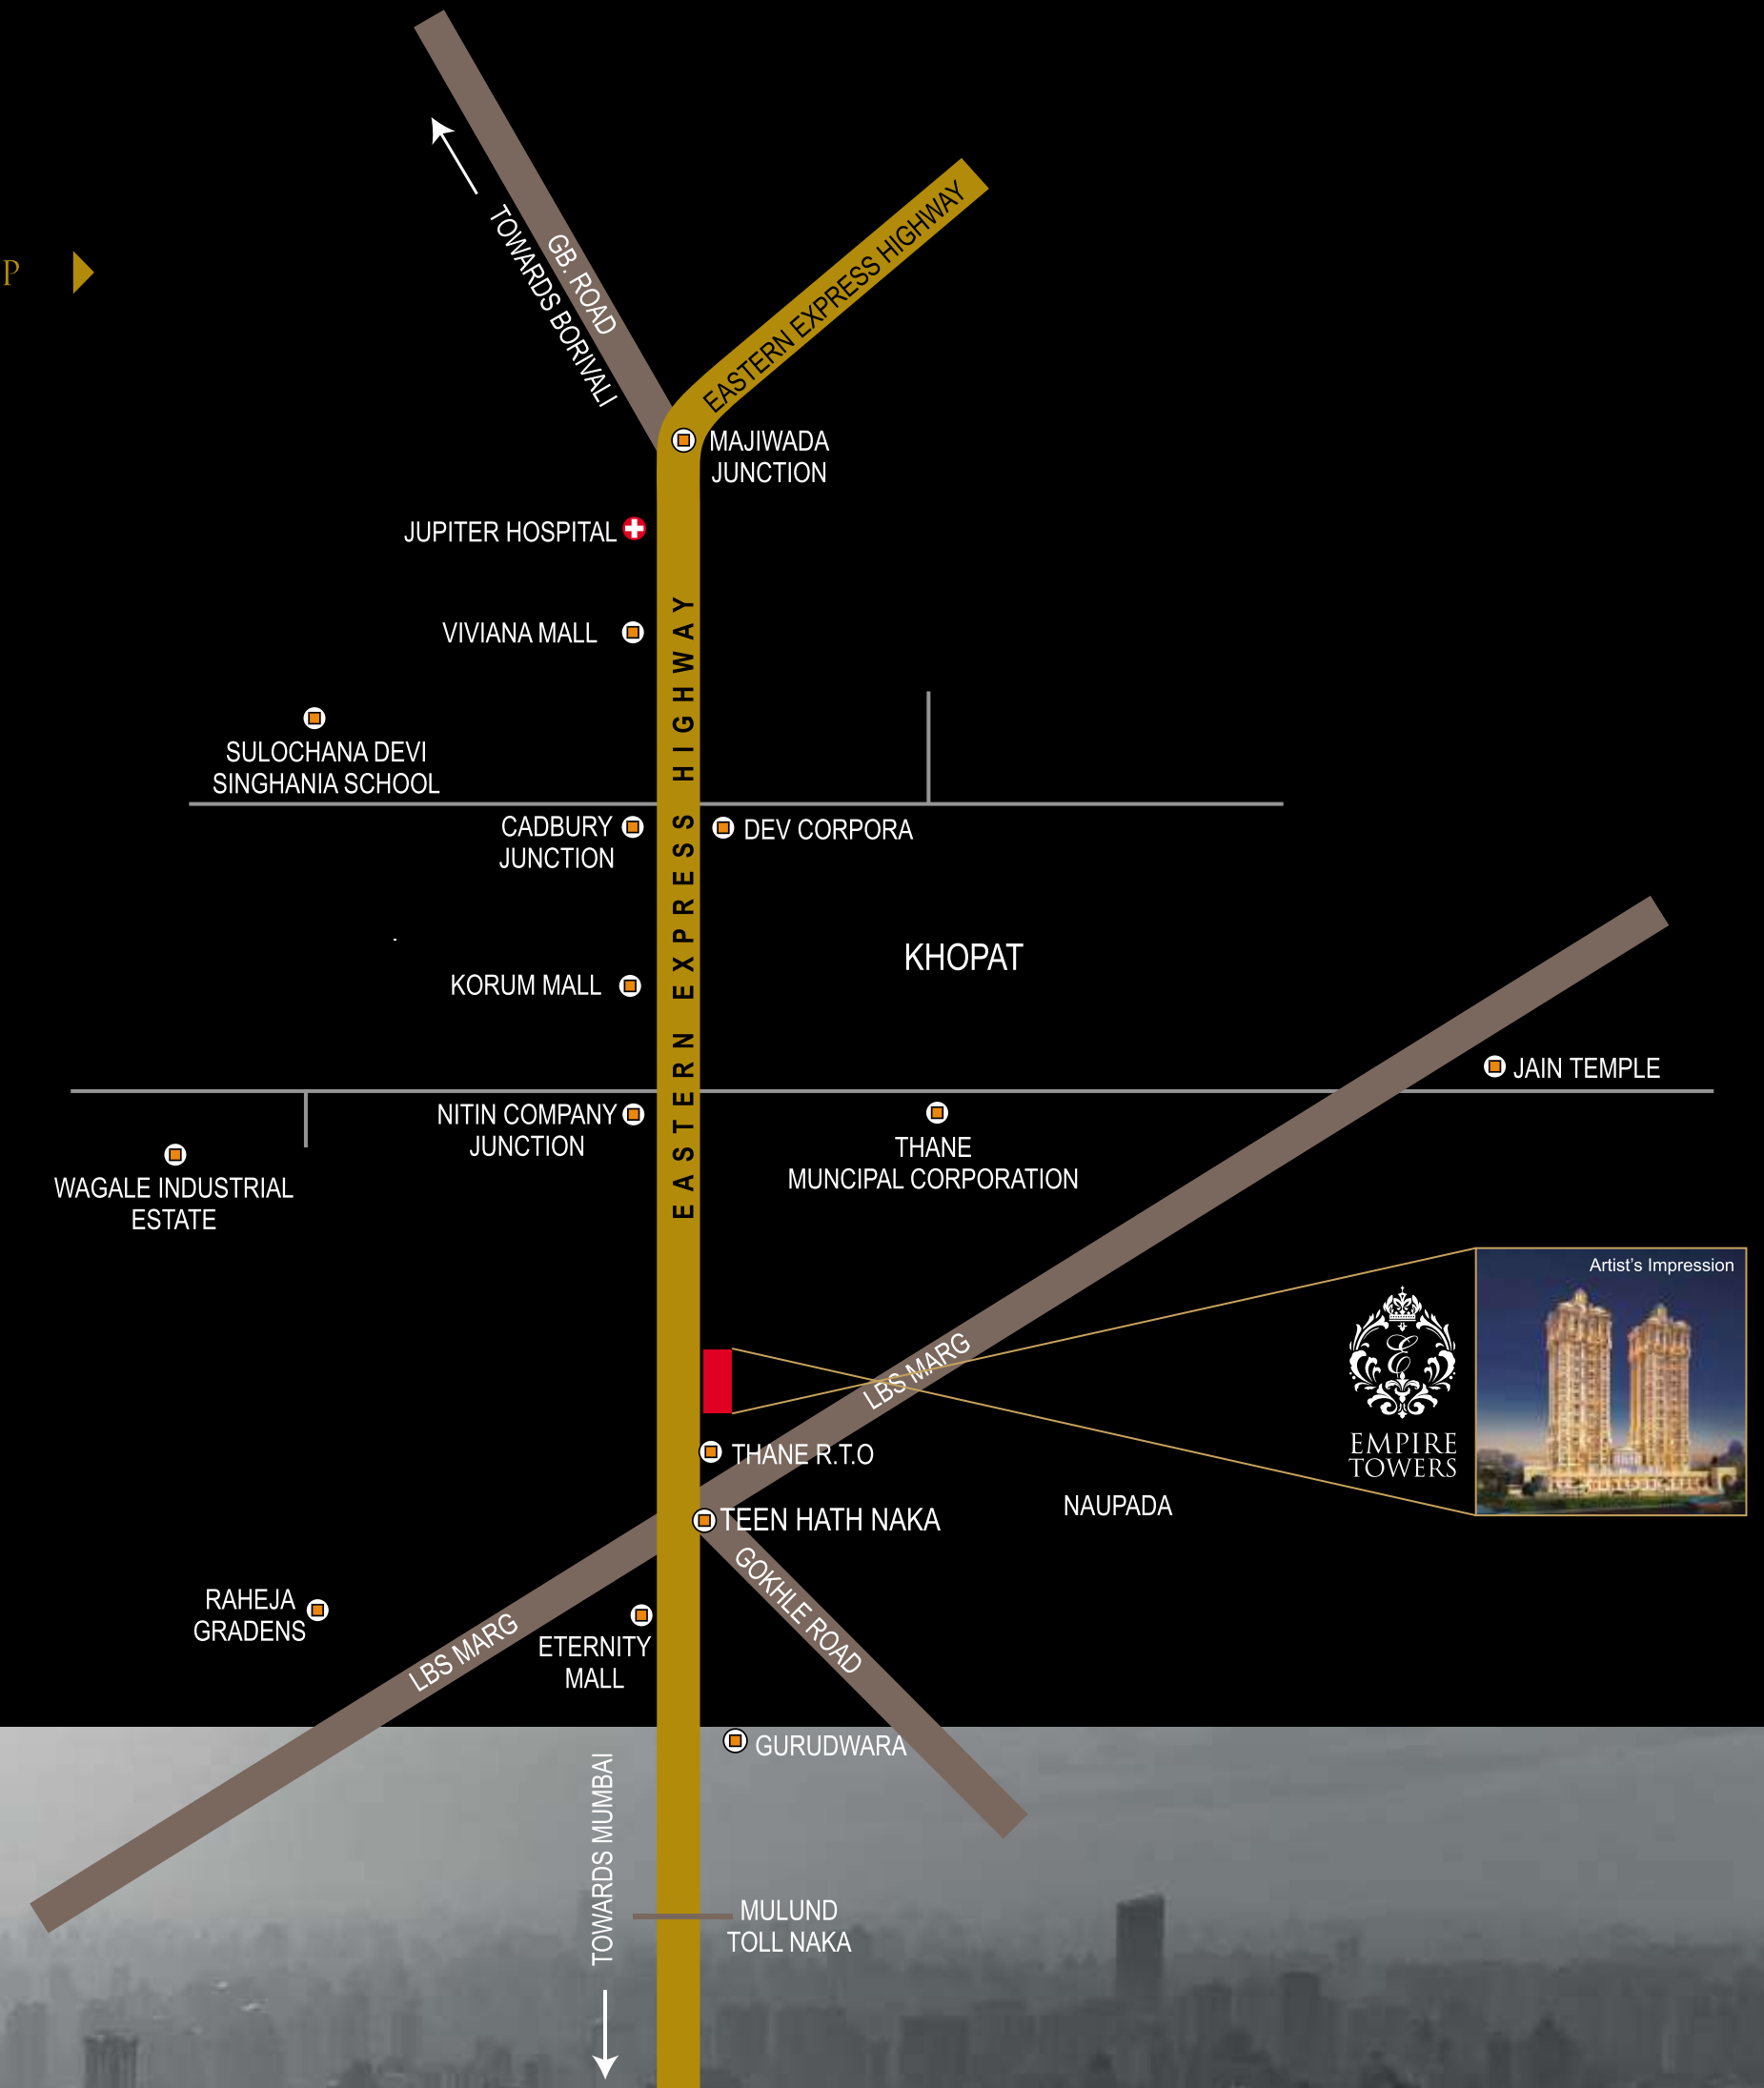 P
GB. ROAD
TOWARDS BORIVALI
EASTERN EXPRESS HIGHWAY
MAJIWADA
JUNCTION
JUPITER HOSPITAL
VIVIANA MALL
EASTERN EXPRESS HIGHWAY
SULOCHANA DEVI
SINGHANIA SCHOOL
CADBURY
JUNCTION
DEV CORPORA
KHOPAT
KORUM MALL
JAIN TEMPLE
NITIN COMPANY
JUNCTION
THANE
MUNCIPAL CORPORATION
WAGALE INDUSTRIAL
ESTATE
Artist's Impression
E
EMPIRE
TOWERS
LBS MARG
THANE R.T.O
TEEN HATH NAKA
NAUPADA
GOKHLE ROAD
RAHEJA
GRADENS
LBS MARG
ETERNITY
MALL
GURUDWARA
TOWARDS MUMBAI
MULUND
TOLL NAKA